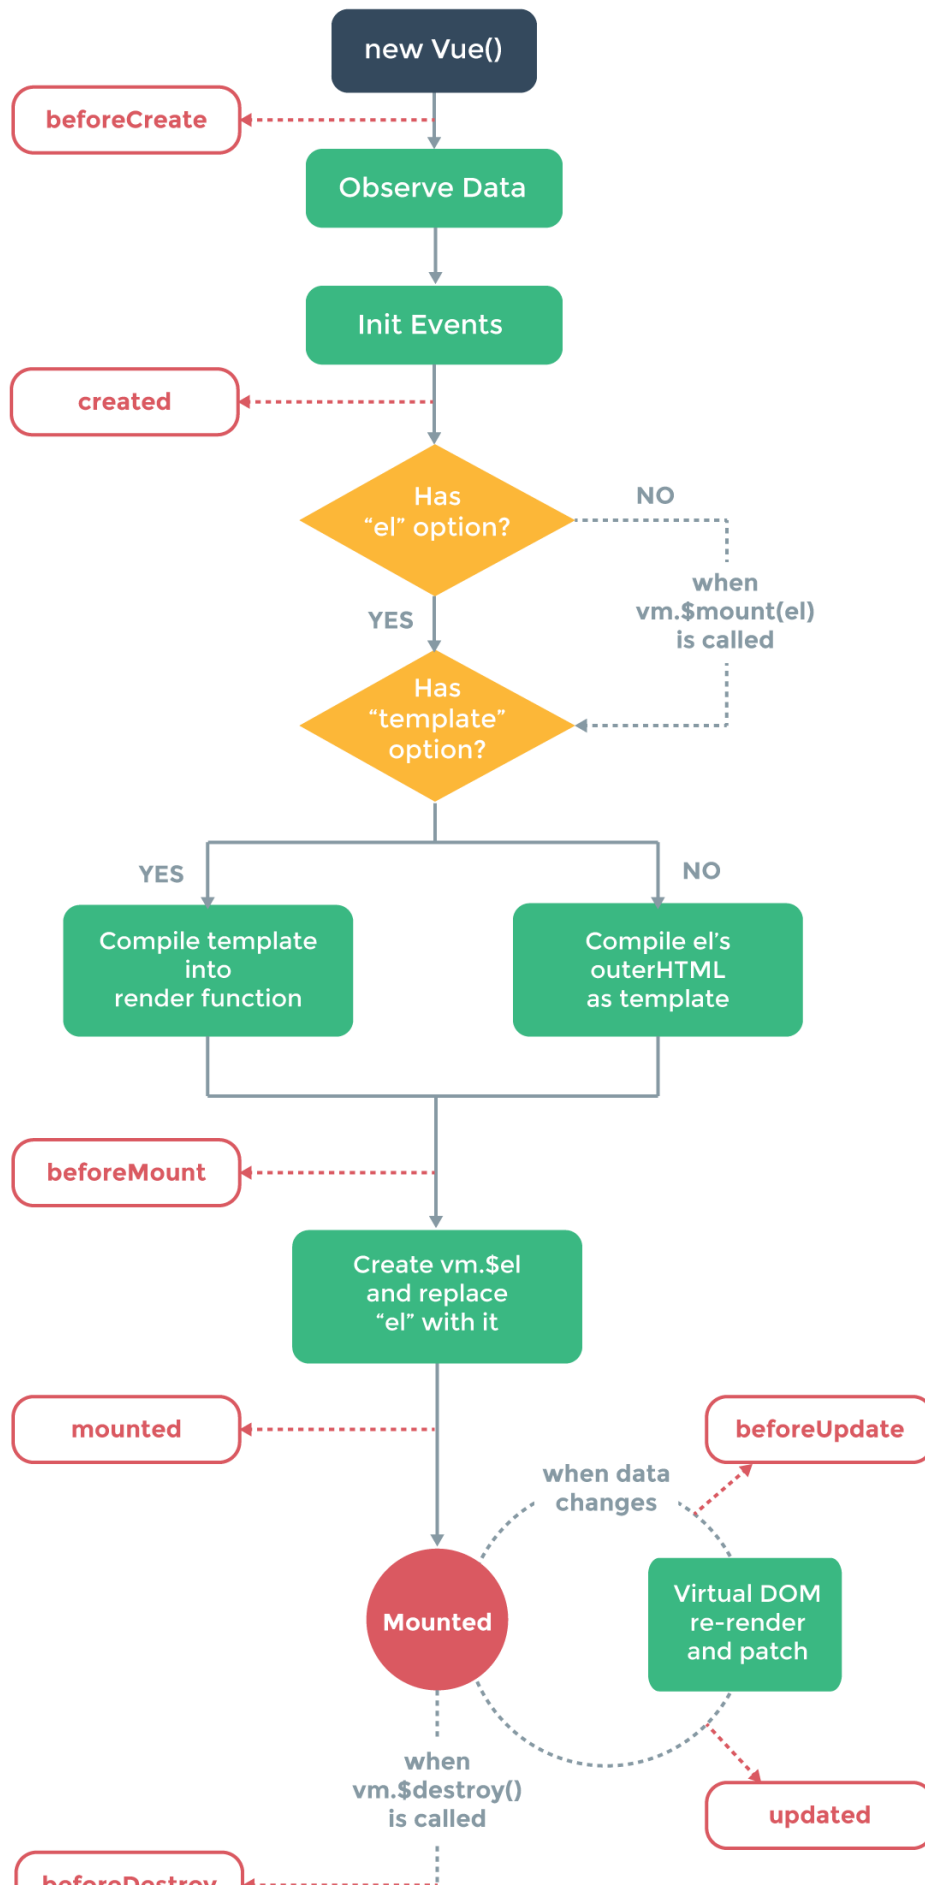 new Vue()
beforeCreate
Observe Data
Init Events
created
Has
“el” option?
NO
when
vm.$mount(el)
is called
YES
Has
“template”
option?
YES
NO
Compile template
into
render function
Compile el’s
outerHTML
as template
beforeMount
Create vm.$el
and replace
“el” with it
mounted
beforeUpdate
when data
changes
Mounted
Virtual DOM
re-render
and patch
when
vm.$destroy()
is called
updated
beforeDestroy